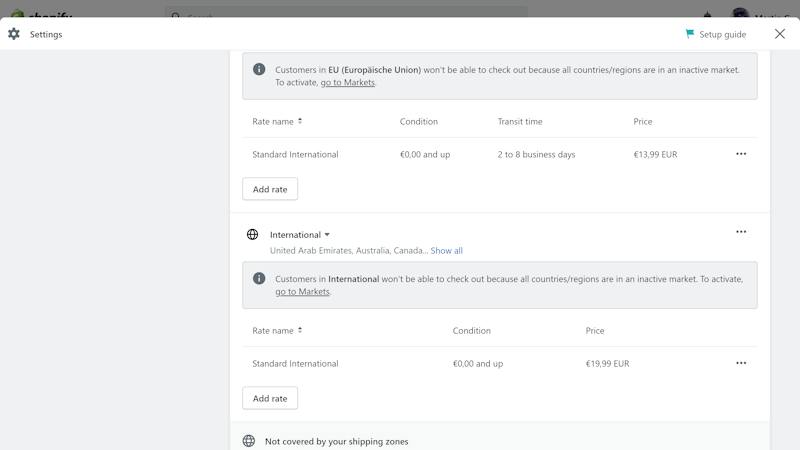 shopify
Search
Settings
Setup guide
Customers in EU (Europäische Union) won't be able to check out because all countries/regions are in an inactive market.
To activate, go to Markets.
Rate name Condition Transit time Price
Standard International €0,00 and up 2 to 8 business days €13,99 EUR
Add rate
International
United Arab Emirates, Australia, Canada... Show all
Customers in International won't be able to check out because all countries/regions are in an inactive market. To activate,
go to Markets.
Rate name Condition Price
Standard International €0,00 and up €19,99 EUR
Add rate
Not covered by your shipping zones